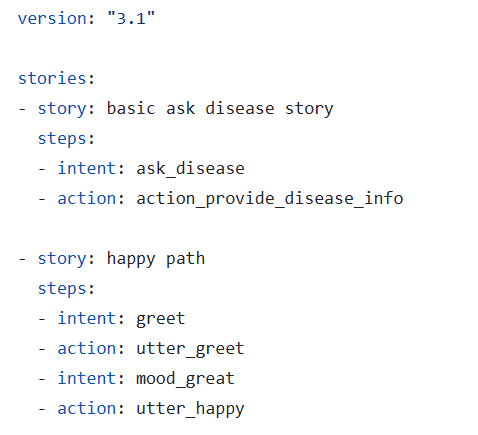 version: "3.1"
stories:
- story: basic ask disease story
steps:
- intent: ask_disease
- action: action_provide_disease_info
- story: happy path
steps:
- intent: greet
- action: utter_greet
- intent: mood_great
- action: utter_happy